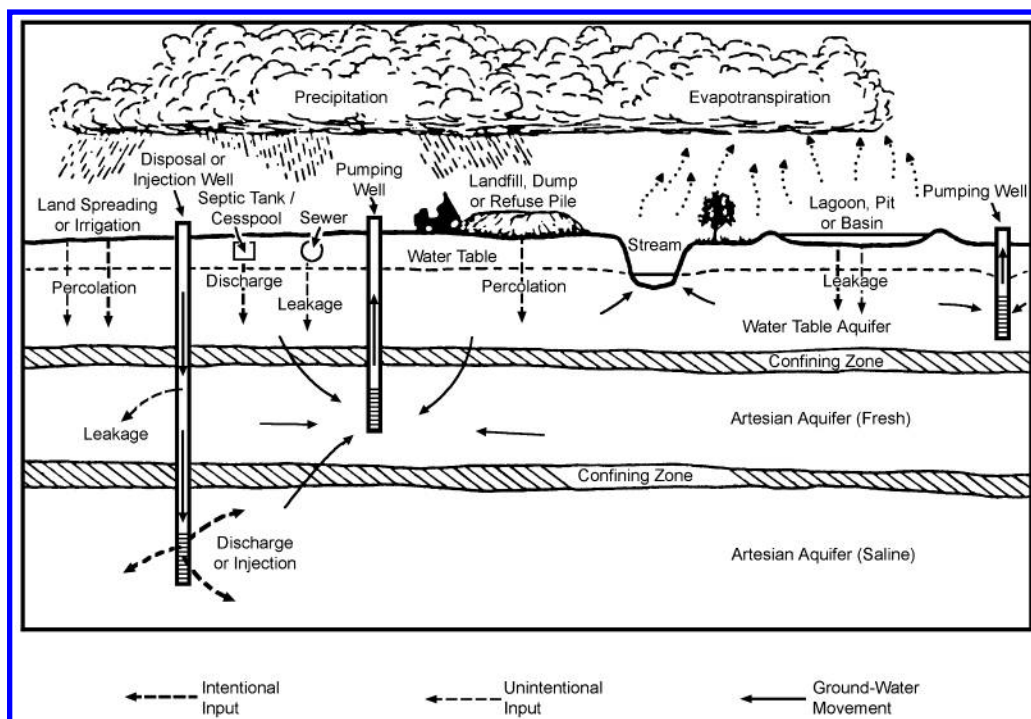 Precipitation
Evapotranspiration
Disposal or
Injection Well
Pumping
Well
Land Spreading
or Irrigation
Septic Tank /
Cesspool
Sewer
Landfill, Dump
or Refuse Pile
Lagoon, Pit
or Basin
Pumping
Well
Stream
Water Table
Percolation
Discharge
Leakage
Percolation
Leakage
Water Table Aquifer
Confining Zone
Leakage
Artesian Aquifer (Fresh)
Confining Zone
Discharge
or Injection
Artesian Aquifer (Saline)
Intentional
Input
Unintentional
Input
Ground-Water
Movement